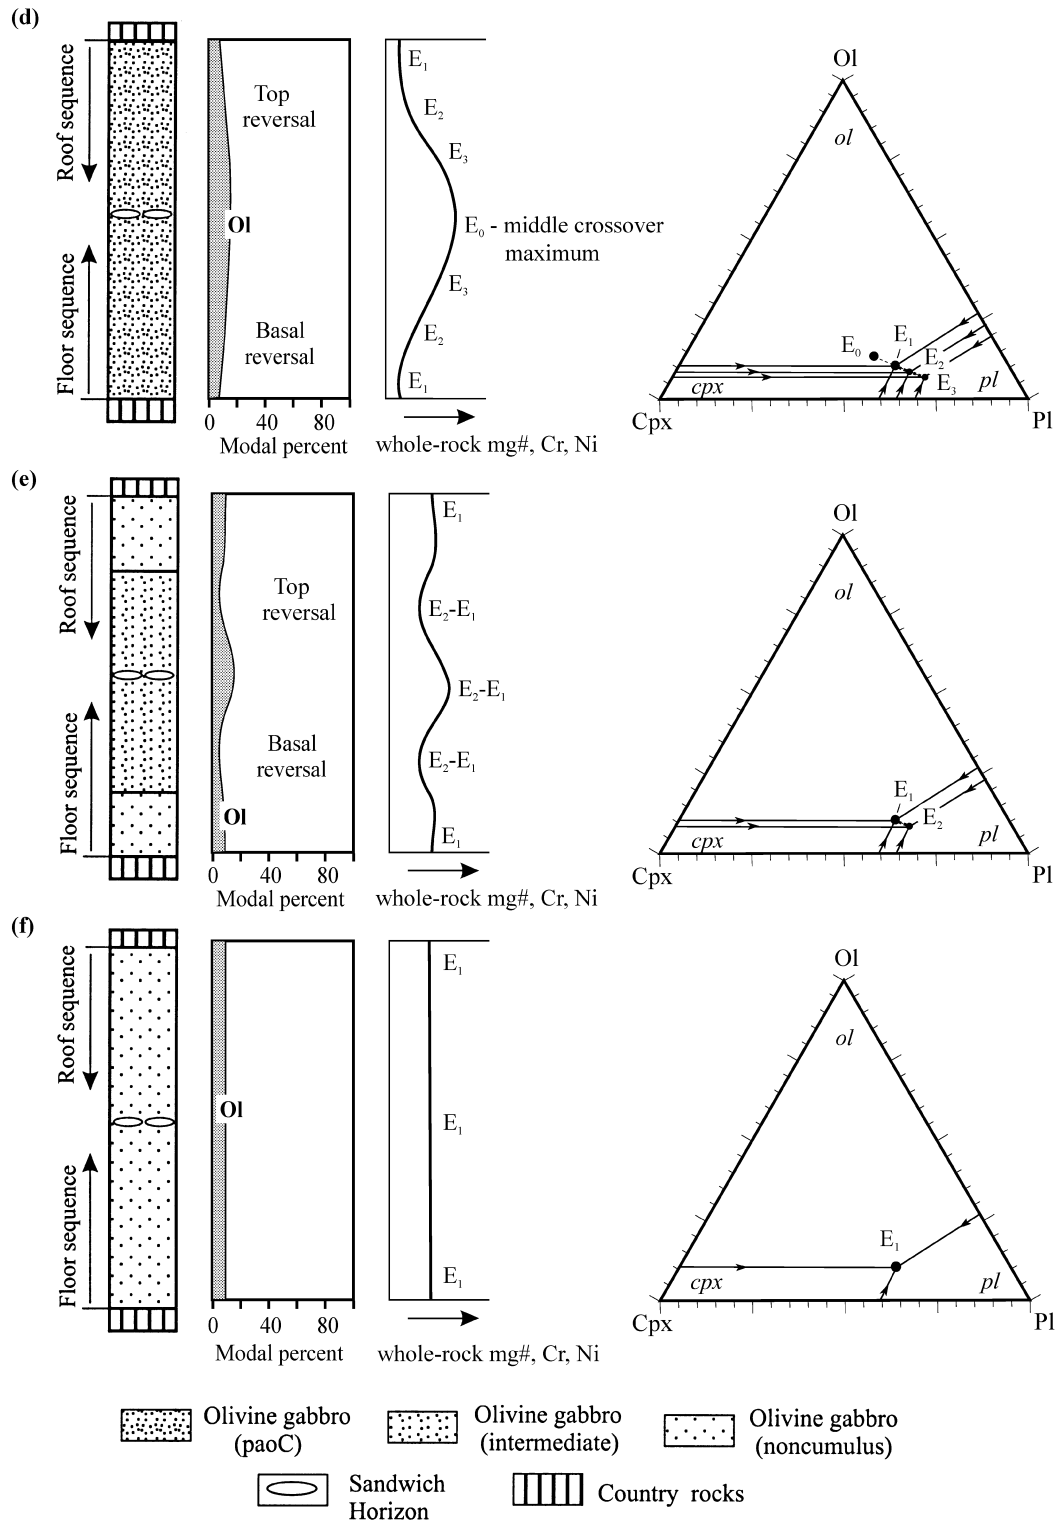 (d)
Roof sequence
Floor sequence
Top
reversal
Ol
Basal
reversal
0 40 80
Modal percent
E1
E2
E3
E0 - middle crossover
maximum
E3
E2
E1
whole-rock mg#, Cr, Ni
Ol
ol
E0
E1
E2
E3
cpx
pl
Cpx
Pl
(e)
Roof sequence
Floor sequence
Top
reversal
Basal
reversal
Ol
0 40 80
Modal percent
E1
E2-E1
E2-E1
E2-E1
E1
whole-rock mg#, Cr, Ni
Ol
ol
E1
E2
cpx
pl
Cpx
Pl
(f)
Roof sequence
Floor sequence
Ol
0 40 80
Modal percent
E1
E1
E1
whole-rock mg#, Cr, Ni
Ol
ol
E1
cpx
pl
Cpx
Pl
Olivine gabbro
(paoC)
Olivine gabbro
(intermediate)
Olivine gabbro
(noncumulus)
Sandwich
Horizon
Country rocks